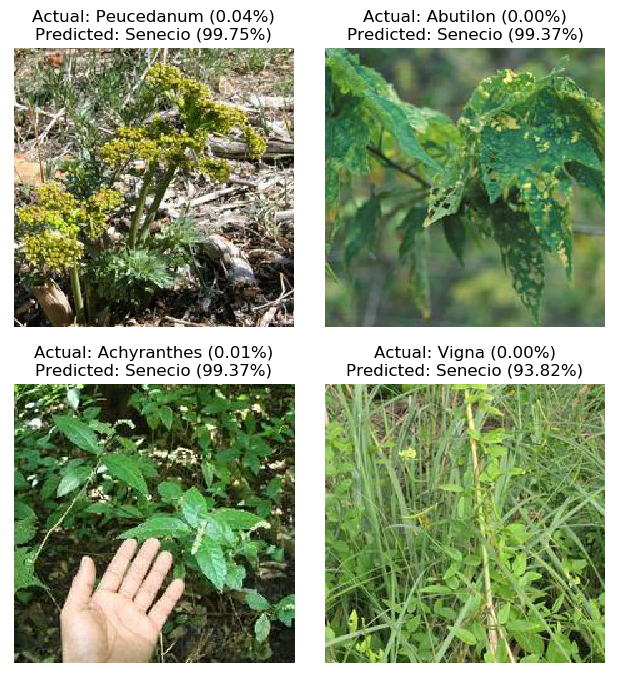 Actual: Peucedanum (0.04%)
Predicted: Senecio (99.75%)
Actual: Abutilon (0.00%)
Predicted: Senecio (99.37%)
Actual: Achyranthes (0.01%)
Predicted: Senecio (99.37%)
Actual: Vigna (0.00%)
Predicted: Senecio (93.82%)